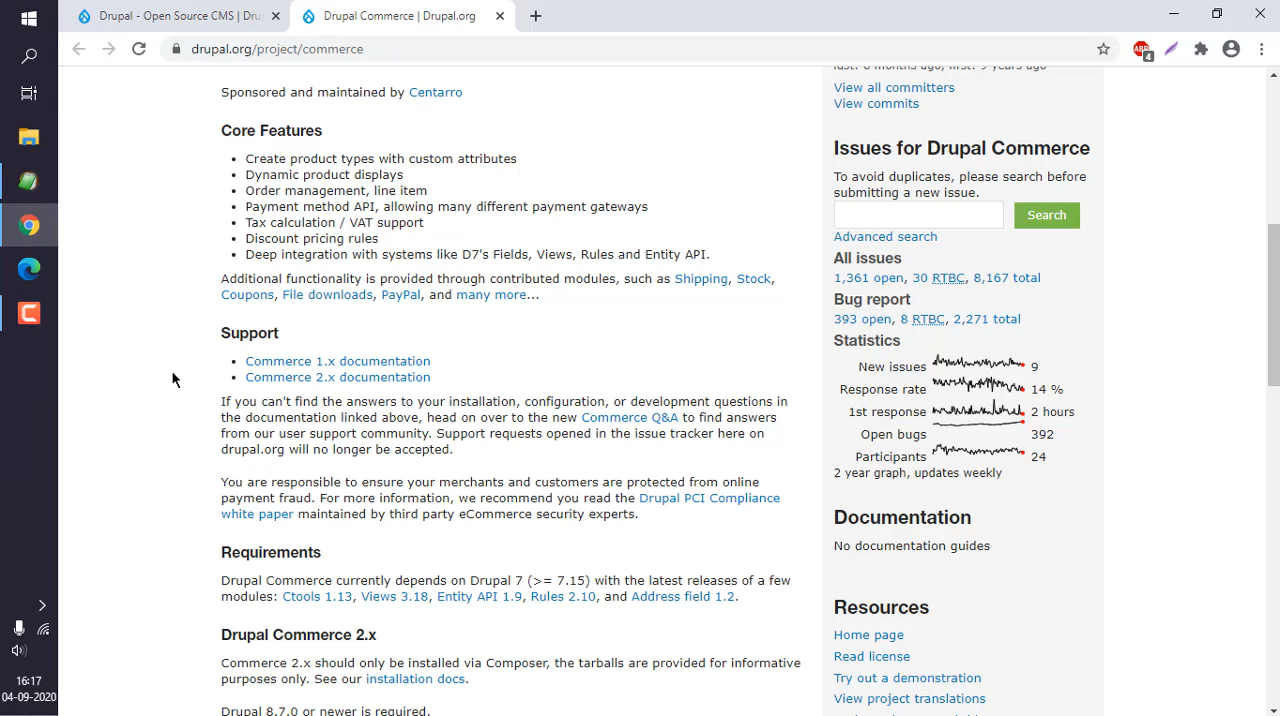 Drupal - Open Source CMS | Dru
Drupal Commerce | Drupal.org
drupal.org/project/commerce
ABP
4
Sponsored and maintained by Centarro
Core Features
Create product types with custom attributes
Dynamic product displays
Order management, line item
Payment method API, allowing many different payment gateways
Tax calculation / VAT support
Discount pricing rules
Deep integration with systems like D7's Fields, Views, Rules and Entity API.
Additional functionality is provided through contributed modules, such as Shipping, Stock,
Coupons, File downloads, PayPal, and many more...
Support
Commerce 1.x documentation
Commerce 2.x documentation
If you can't find the answers to your installation, configuration, or development questions in
the documentation linked above, head on over to the new Commerce Q&A to find answers
from our user support community. Support requests opened in the issue tracker here on
drupal.org will no longer be accepted.
You are responsible to ensure your merchants and customers are protected from online
payment fraud. For more information, we recommend you read the Drupal PCI Compliance
white paper maintained by third party eCommerce security experts.
Requirements
Drupal Commerce currently depends on Drupal 7 (>= 7.15) with the latest releases of a few
modules: Ctools 1.13, Views 3.18, Entity API 1.9, Rules 2.10, and Address field 1.2.
Drupal Commerce 2.x
Commerce 2.x should only be installed via Composer, the tarballs are provided for informative
purposes only. See our installation docs.
Drupal 8.7.0 or newer is required.
last: 6 months ago, first: 9 years ago
View all committers
View commits
Issues for Drupal Commerce
To avoid duplicates, please search before
submitting a new issue.
Search
Advanced search
All issues
1,361 open, 30 RTBC, 8,167 total
Bug report
393 open, 8 RTBC, 2,271 total
Statistics
New issues 9
Response rate 14 %
1st response 2 hours
Open bugs 392
Participants 24
2 year graph, updates weekly
Documentation
No documentation guides
Resources
Home page
Read license
Try out a demonstration
View project translations
16:17
04-09-2020